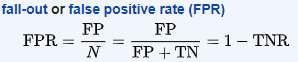 fall-out or false positive rate (FPR)
FPR = FP/N = FP/(FP + TN) = 1 − TNR